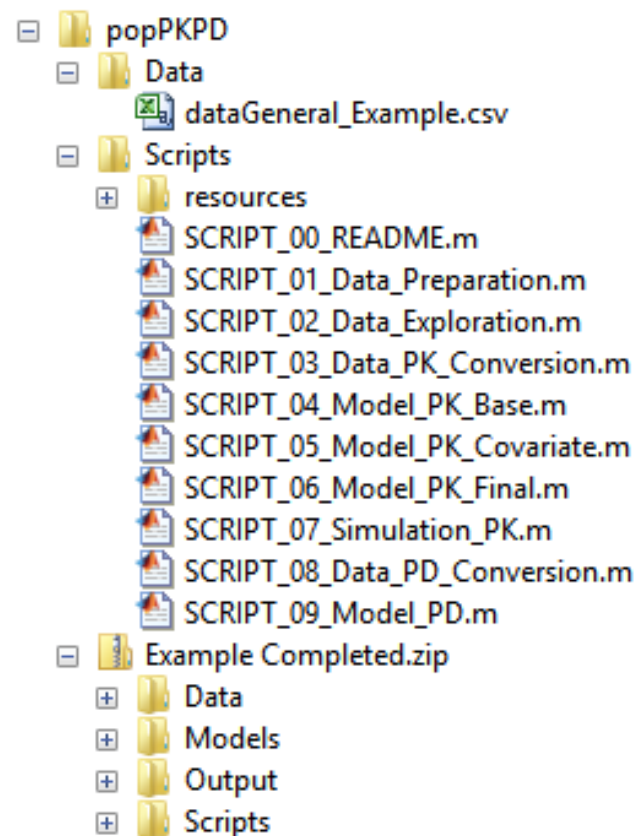 popPKPD
Data
dataGeneral_Example.csv
Scripts
resources
SCRIPT_00_README.m
SCRIPT_01_Data_Preparation.m
SCRIPT_02_Data_Exploration.m
SCRIPT_03_Data_PK_Conversion.m
SCRIPT_04_Model_PK_Base.m
SCRIPT_05_Model_PK_Covariate.m
SCRIPT_06_Model_PK_Final.m
SCRIPT_07_Simulation_PK.m
SCRIPT_08_Data_PD_Conversion.m
SCRIPT_09_Model_PD.m
Example Completed.zip
Data
Models
Output
Scripts